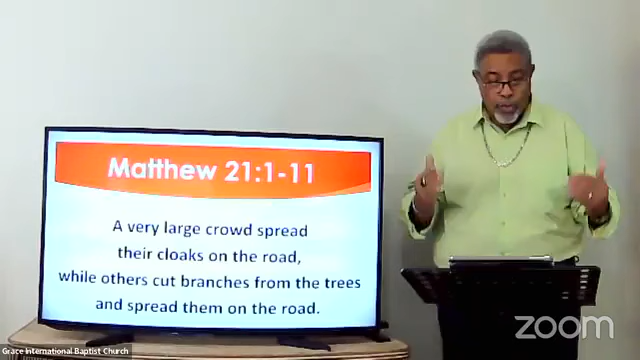 Matthew 21:1-11
A very large crowd spread
their cloaks on the road,
while others cut branches from the trees
and spread them on the road.
Grace International Baptist Church
zoom